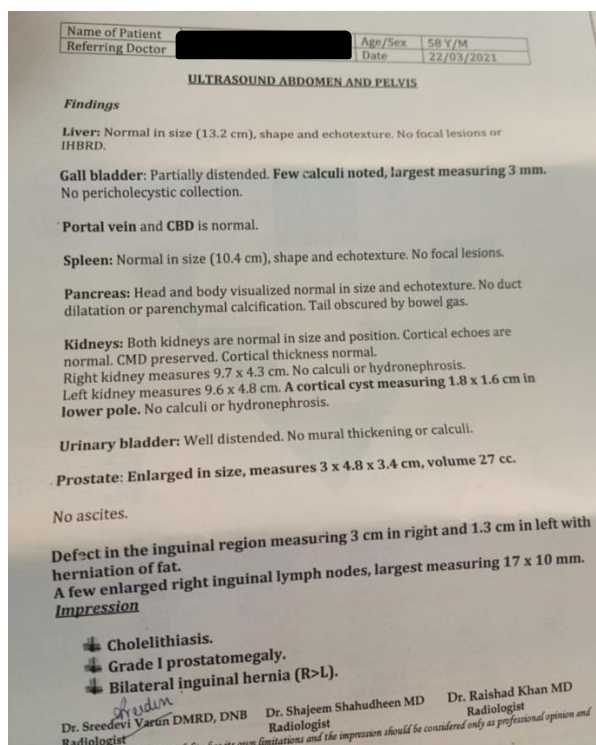 Name of Patient
Age/Sex 58 Y/M
Referring Doctor
Date 22/03/2021
ULTRASOUND ABDOMEN AND PELVIS
Findings
Liver: Normal in size (13.2 cm), shape and echotexture. No focal lesions or
IHBRD.
Gall bladder: Partially distended. Few calculi noted, largest measuring 3 mm.
No pericholecystic collection.
Portal vein and CBD is normal.
Spleen: Normal in size (10.4 cm), shape and echotexture. No focal lesions.
Pancreas: Head and body visualized normal in size and echotexture. No duct
dilatation or parenchymal calcification. Tail obscured by bowel gas.
Kidneys: Both kidneys are normal in size and position. Cortical echoes are
normal. CMD preserved. Cortical thickness normal.
Right kidney measures 9.7 x 4.3 cm. No calculi or hydronephrosis.
Left kidney measures 9.6 x 4.8 cm. A cortical cyst measuring 1.8 x 1.6 cm in
lower pole. No calculi or hydronephrosis.
Urinary bladder: Well distended. No mural thickening or calculi.
Prostate: Enlarged in size, measures 3 x 4.8 x 3.4 cm, volume 27 cc.
No ascites.
Defect in the inguinal region measuring 3 cm in right and 1.3 cm in left with
herniation of fat.
A few enlarged right inguinal lymph nodes, largest measuring 17 x 10 mm.
Impression
Cholelithiasis.
Grade I prostatomegaly.
Bilateral inguinal hernia (R>L).
Dr. Sreedevi Varun DMRD, DNB Dr. Shajeem Shahudheen MD Dr. Raishad Khan MD
Radiologist Radiologist Radiologist
limitations and the impression should be considered only as professional opinion and